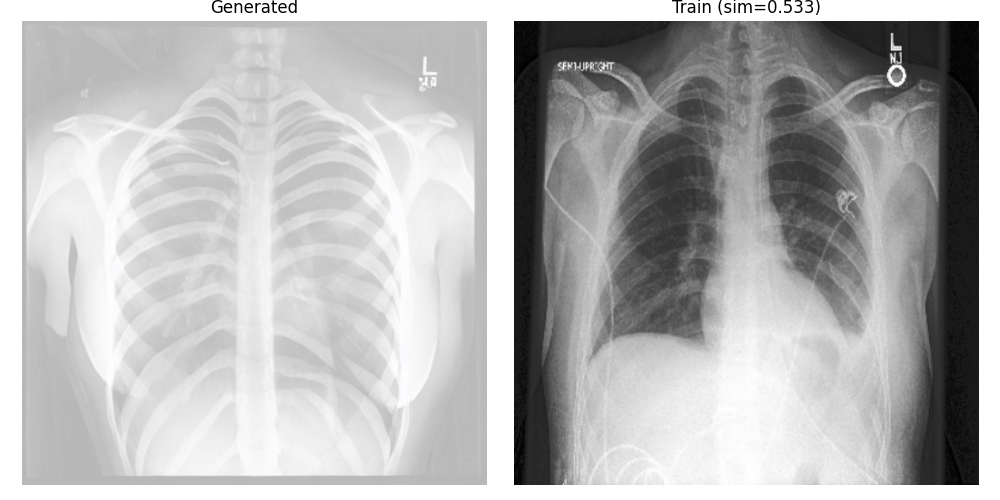 Generated
Train (sim=0.533)
L
L
NJ
SEMI-UPRIGHT